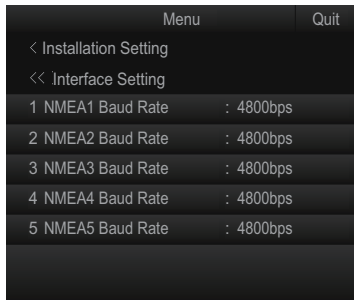 Menu Quit
< Installation Setting
<< Interface Setting
1 NMEA1 Baud Rate : 4800bps
2 NMEA2 Baud Rate : 4800bps
3 NMEA3 Baud Rate : 4800bps
4 NMEA4 Baud Rate : 4800bps
5 NMEA5 Baud Rate : 4800bps